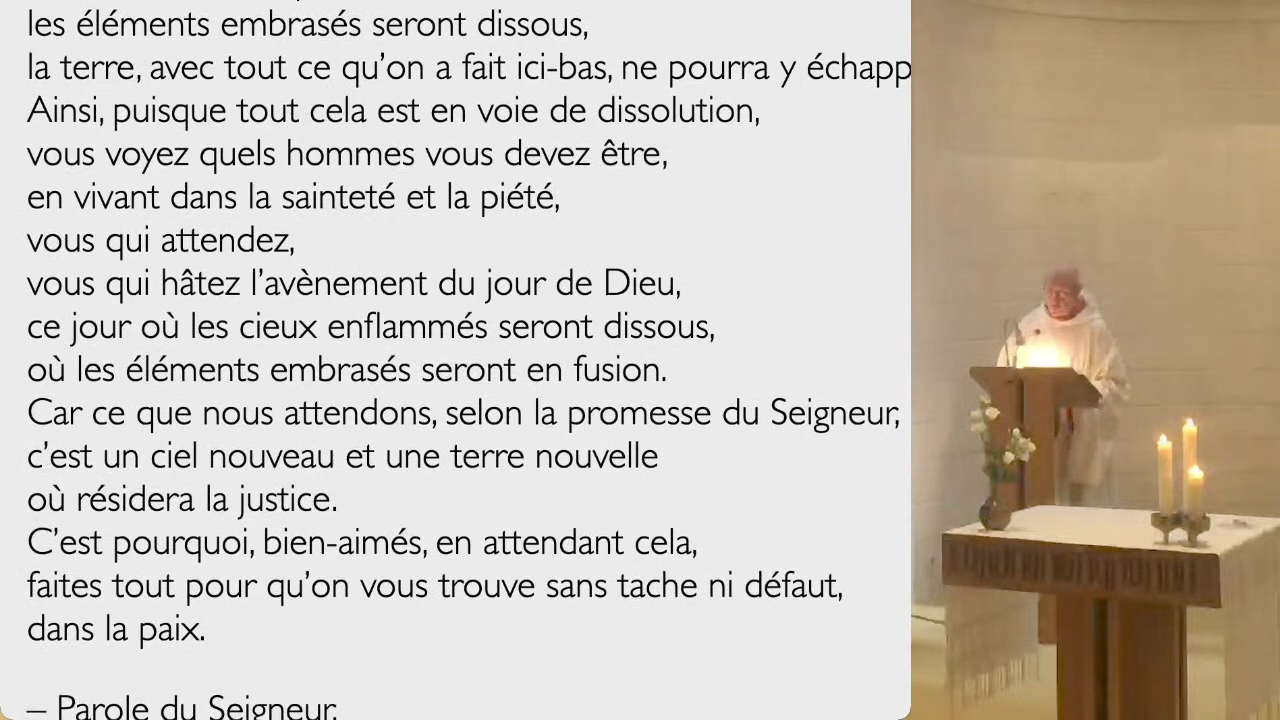 les éléments embrasés seront dissous,
la terre, avec tout ce qu’on a fait ici-bas, ne pourra y échapp
Ainsi, puisque tout cela est en voie de dissolution,
vous voyez quels hommes vous devez être,
en vivant dans la sainteté et la piété,
vous qui attendez,
vous qui hâtez l’avènement du jour de Dieu,
ce jour où les cieux enflammés seront dissous,
où les éléments embrasés seront en fusion.
Car ce que nous attendons, selon la promesse du Seigneur,
c’est un ciel nouveau et une terre nouvelle
où résidera la justice.
C’est pourquoi, bien-aimés, en attendant cela,
faites tout pour qu’on vous trouve sans tache ni défaut,
dans la paix.
– Parole du Seigneur.